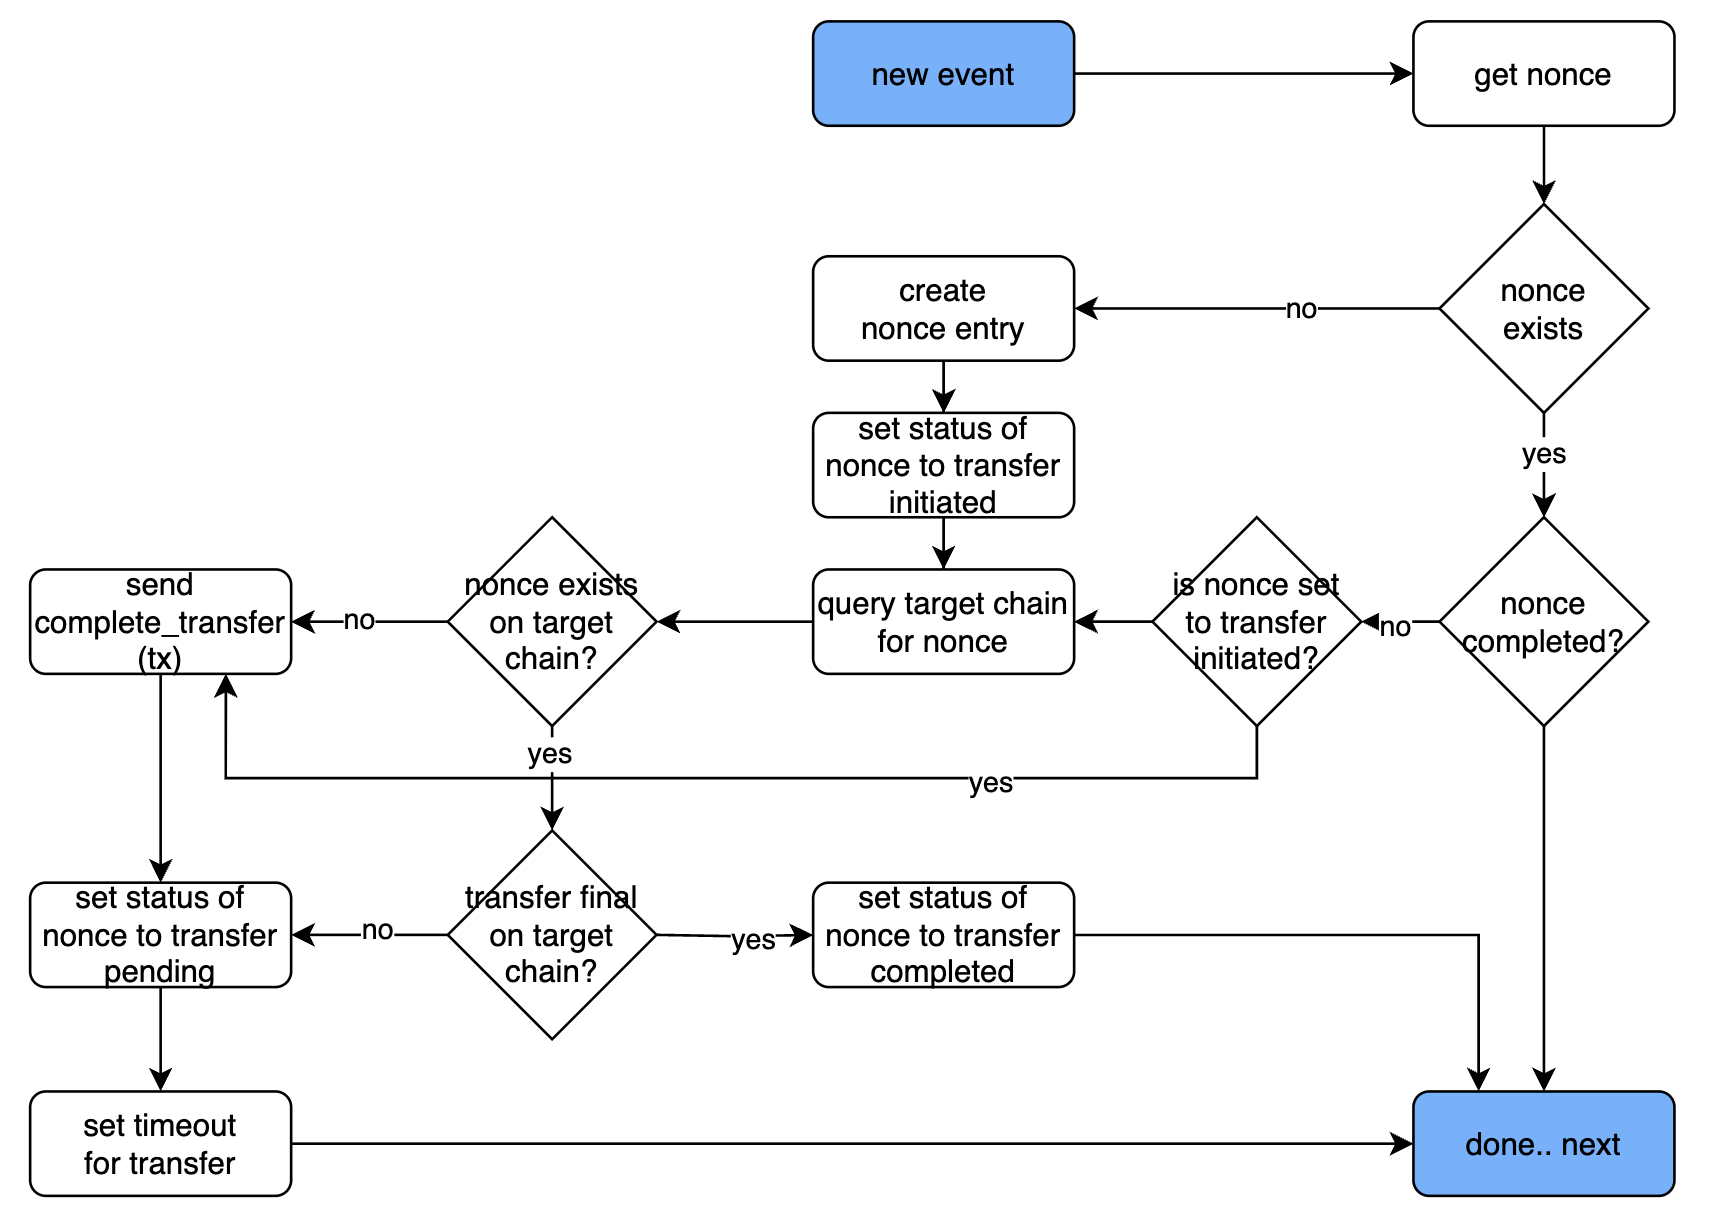 new event
get nonce
nonce
exists
no
create
nonce entry
yes
set status of
nonce to transfer
initiated
send
complete_transfer
(tx)
no
nonce exists
on target
chain?
query target chain
for nonce
is nonce set
to transfer
initiated?
no
nonce
completed?
yes
yes
set status of
nonce to transfer
pending
no
transfer final
on target
chain?
yes
set status of
nonce to transfer
completed
set timeout
for transfer
done.. next